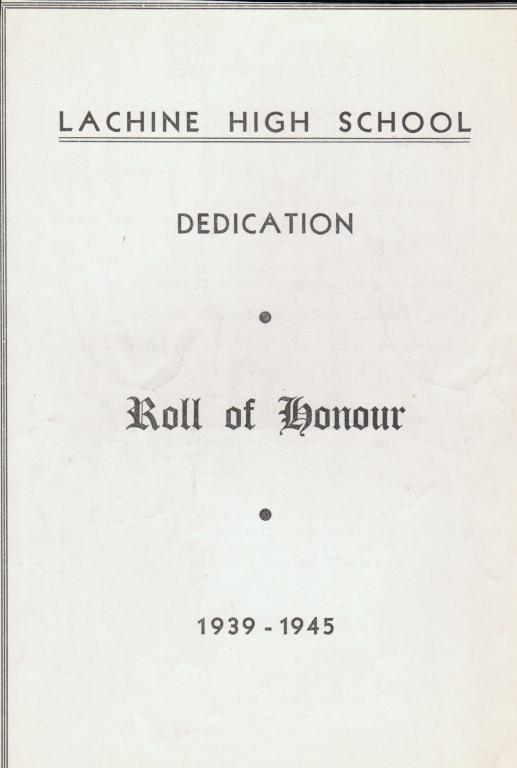 LACHINE HIGH SCHOOL
DEDICATION
Roll of Honour
1939 - 1945